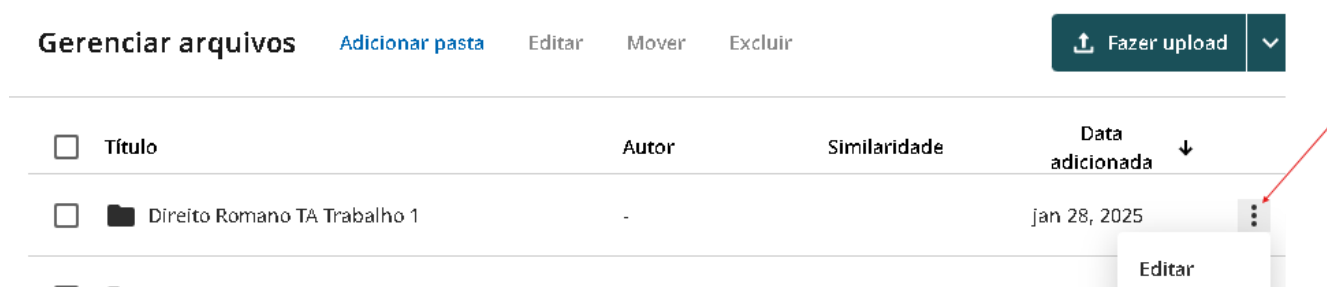 Gerenciar arquivos Adicionar pasta Editar Mover Excluir Fazer upload
Título Autor Similaridade Data adicionada
Direito Romano TA Trabalho 1 - jan 28, 2025
Editar